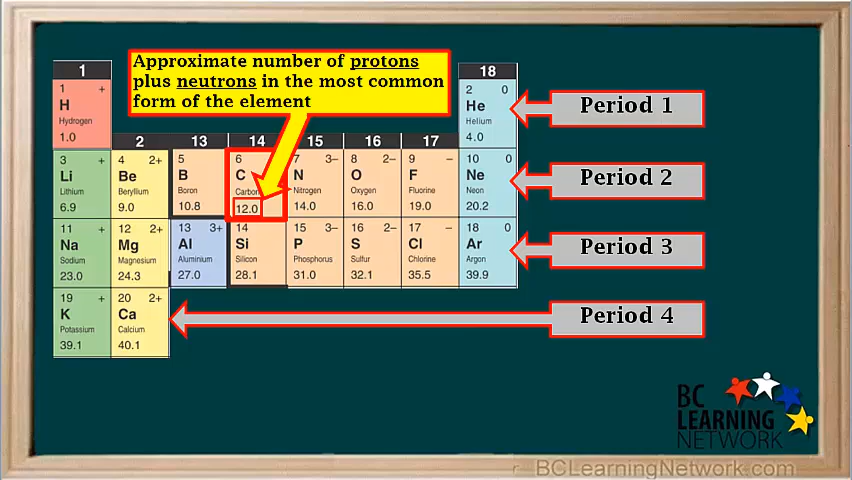 Approximate number of protons
plus neutrons in the most common
form of the element
1
18
1 +
H
Hydrogen
1.0
2 0
He
Helium
4.0
Period 1
2
13
14
15
16
17
3 +
Li
Lithium
6.9
4 2+
Be
Beryllium
9.0
5
B
Boron
10.8
6
C
Carbon
12.0
7 3–
N
Nitrogen
14.0
8 2–
O
Oxygen
16.0
9 –
F
Fluorine
19.0
10 0
Ne
Neon
20.2
Period 2
11 +
Na
Sodium
23.0
12 2+
Mg
Magnesium
24.3
13 3+
Al
Aluminium
27.0
14
Si
Silicon
28.1
15 3–
P
Phosphorus
31.0
16 2–
S
Sulfur
32.1
17 –
Cl
Chlorine
35.5
18 0
Ar
Argon
39.9
Period 3
19 +
K
Potassium
39.1
20 2+
Ca
Calcium
40.1
Period 4
BC
LEARNING
NETWORK
BCLearningNetwork.com